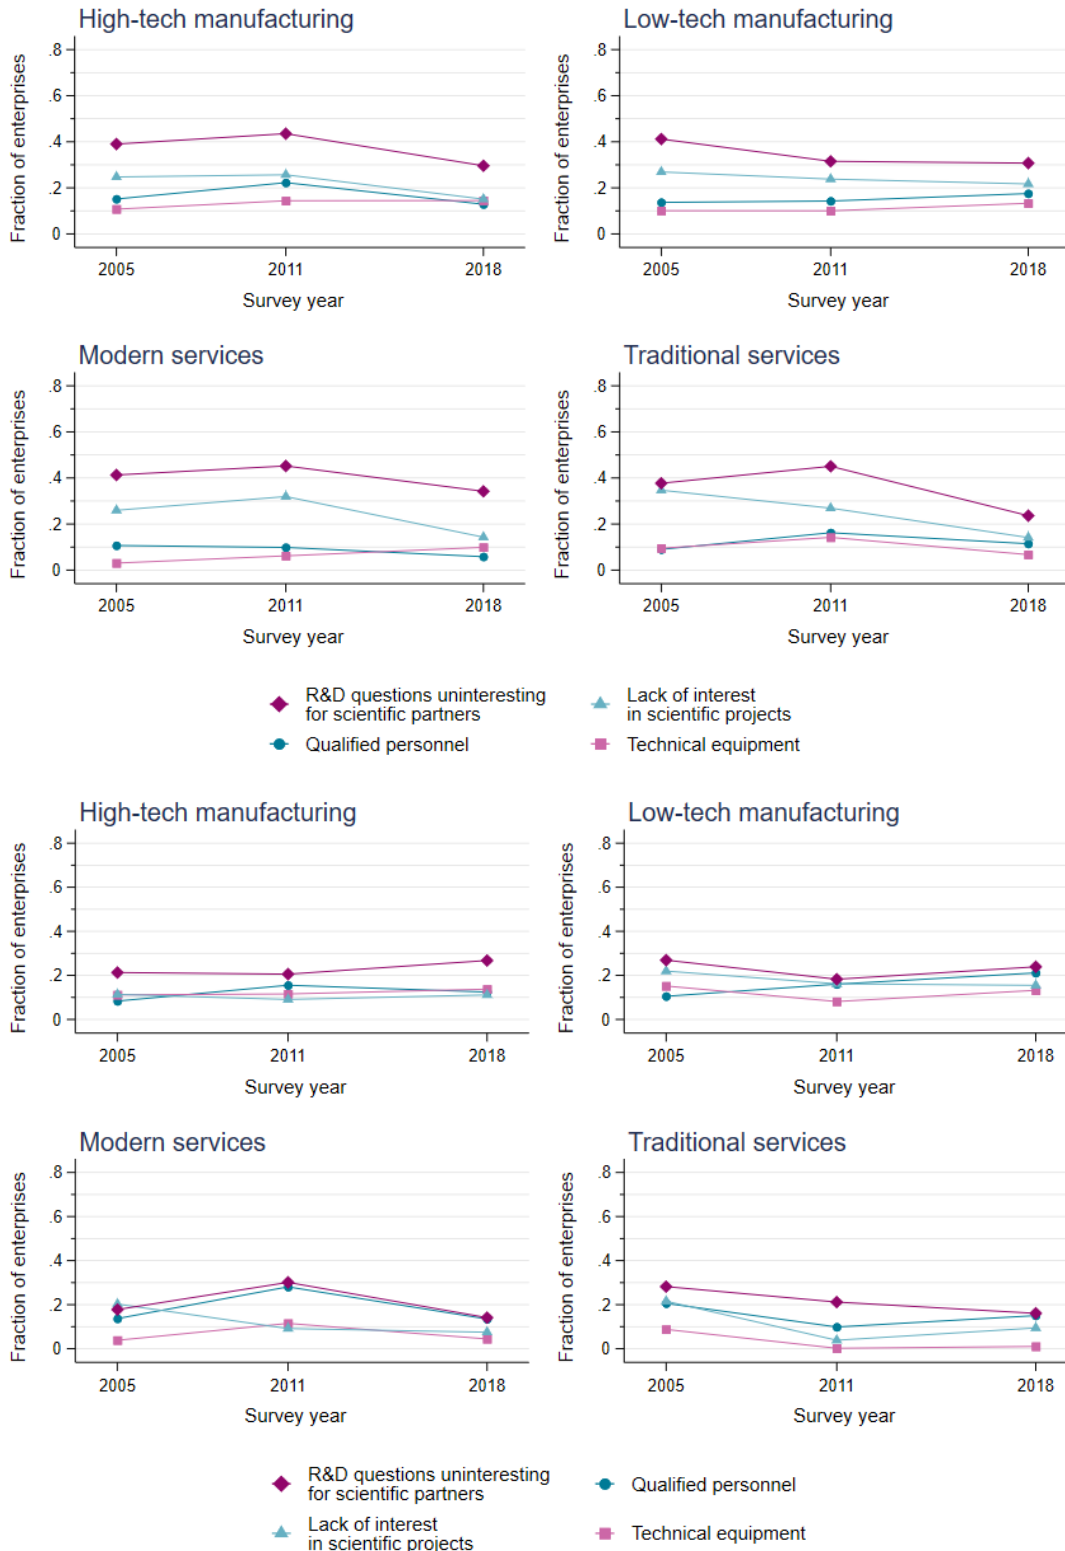 High-tech manufacturing
Low-tech manufacturing
Fraction of enterprises
.8
.6
.4
.2
0
2005 2011 2018
Survey year
Fraction of enterprises
.8
.6
.4
.2
0
2005 2011 2018
Survey year
Modern services
Traditional services
Fraction of enterprises
.8
.6
.4
.2
0
2005 2011 2018
Survey year
Fraction of enterprises
.8
.6
.4
.2
0
2005 2011 2018
Survey year
R&D questions uninteresting
for scientific partners
Lack of interest
in scientific projects
Qualified personnel
Technical equipment
High-tech manufacturing
Low-tech manufacturing
Fraction of enterprises
.8
.6
.4
.2
0
2005 2011 2018
Survey year
Fraction of enterprises
.8
.6
.4
.2
0
2005 2011 2018
Survey year
Modern services
Traditional services
Fraction of enterprises
.8
.6
.4
.2
0
2005 2011 2018
Survey year
Fraction of enterprises
.8
.6
.4
.2
0
2005 2011 2018
Survey year
R&D questions uninteresting
for scientific partners
Qualified personnel
Lack of interest
in scientific projects
Technical equipment